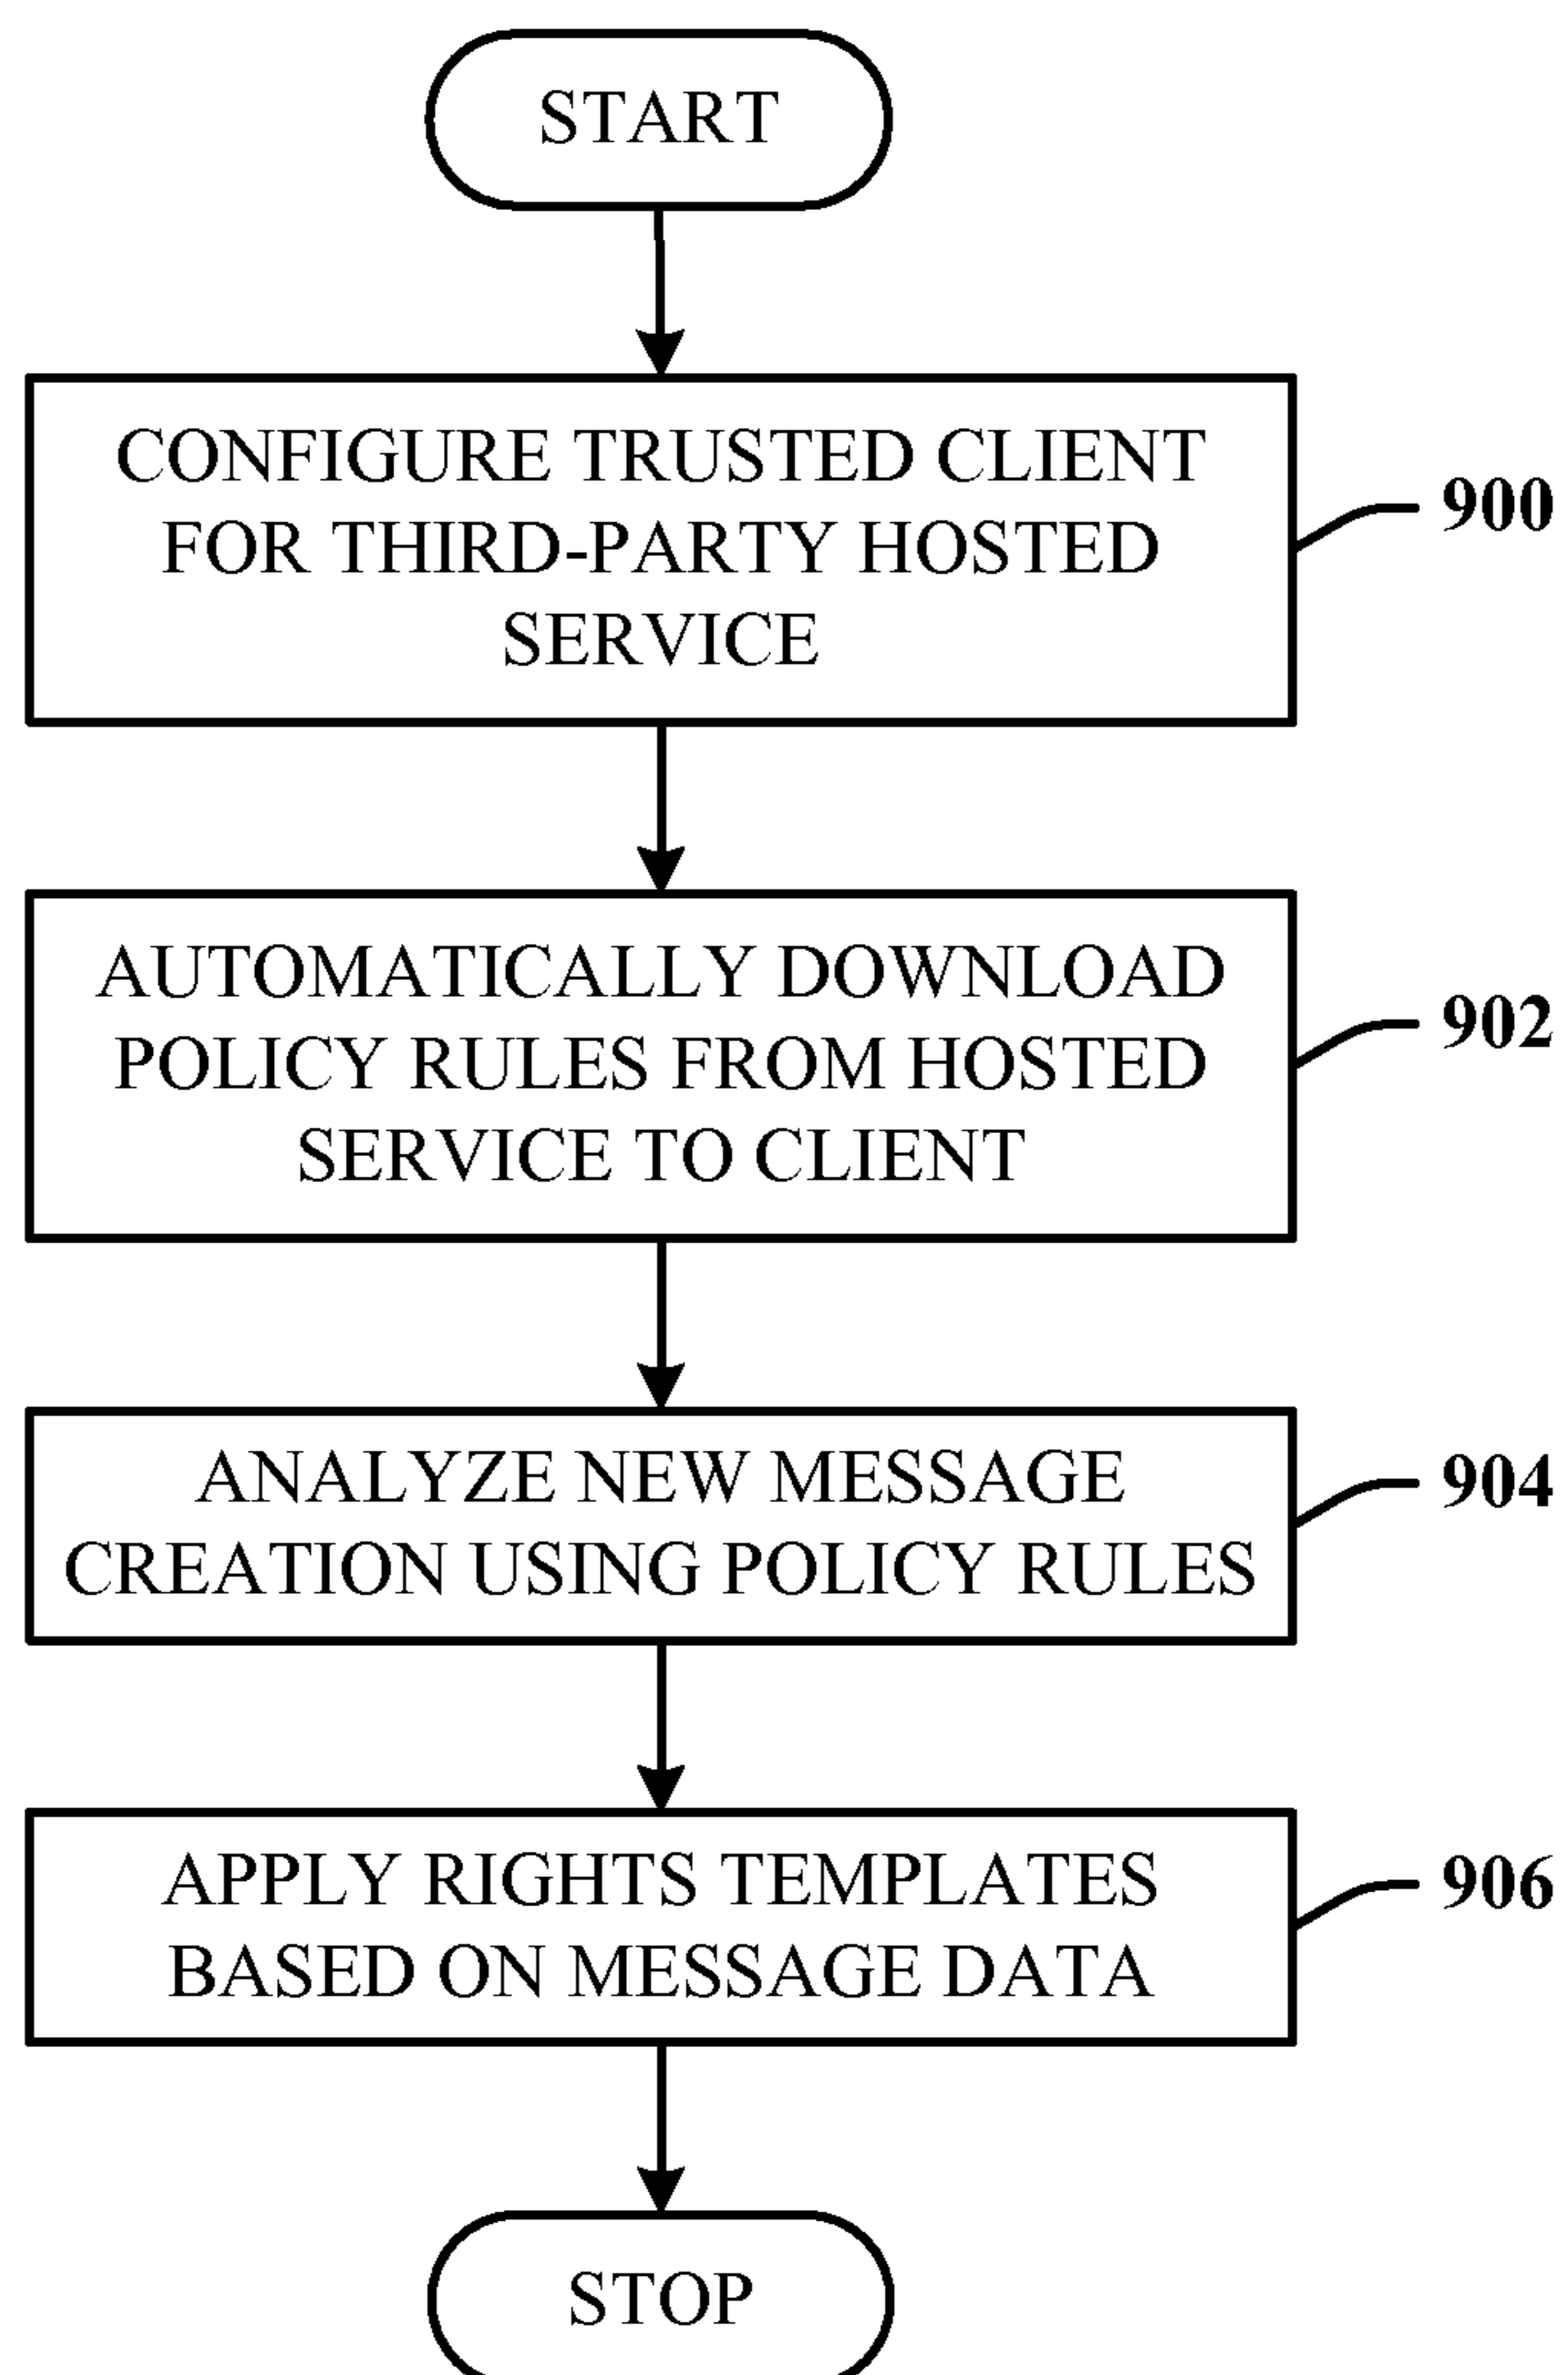 START
CONFIGURE TRUSTED CLIENT
FOR THIRD-PARTY HOSTED
SERVICE
900
AUTOMATICALLY DOWNLOAD
POLICY RULES FROM HOSTED
SERVICE TO CLIENT
902
ANALYZE NEW MESSAGE
CREATION USING POLICY RULES
904
APPLY RIGHTS TEMPLATES
BASED ON MESSAGE DATA
906
STOP